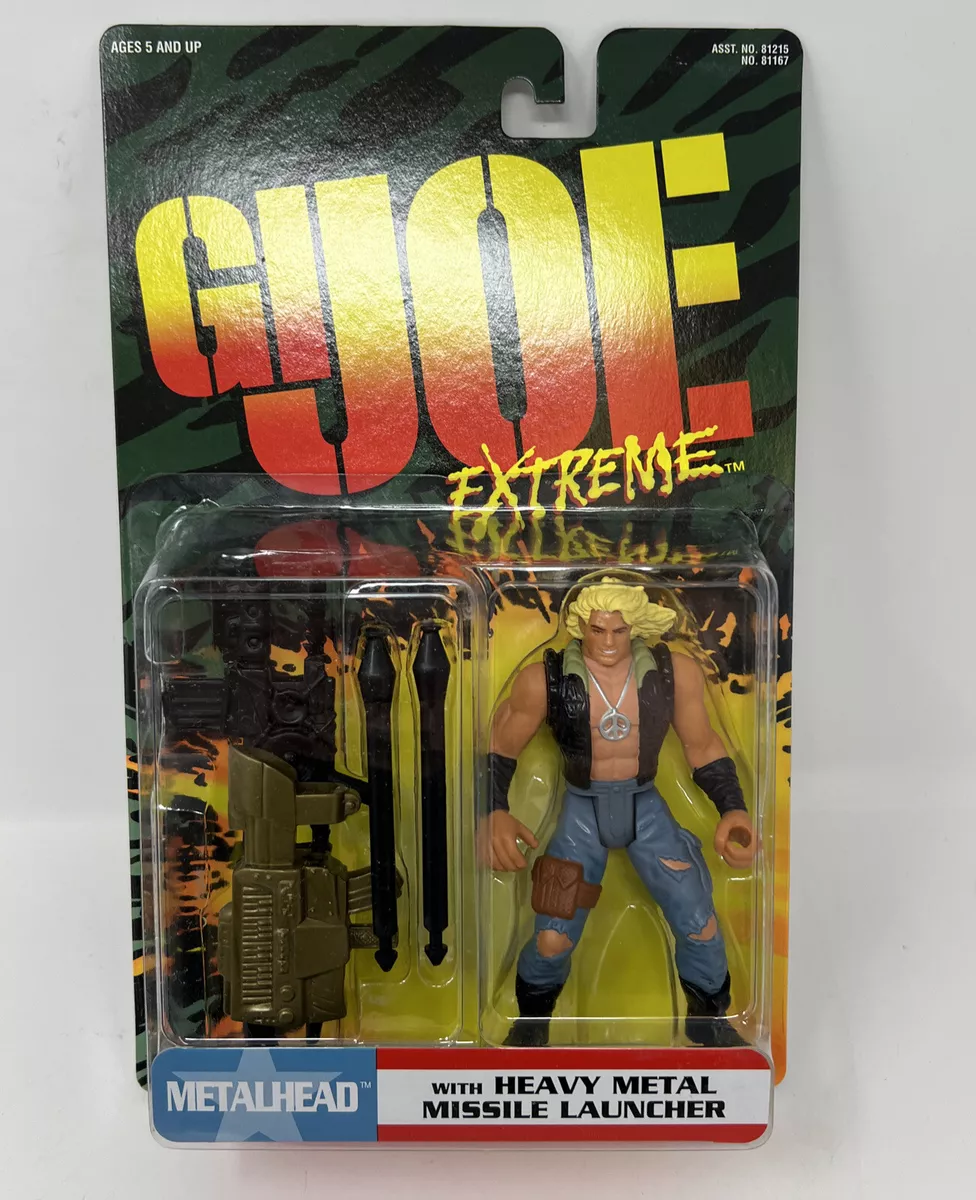 AGES 5 AND UP
ASST. NO. 81215
NO. 81167
GI JOE
EXTREME™
METALHEAD™
WITH HEAVY METAL
MISSILE LAUNCHER